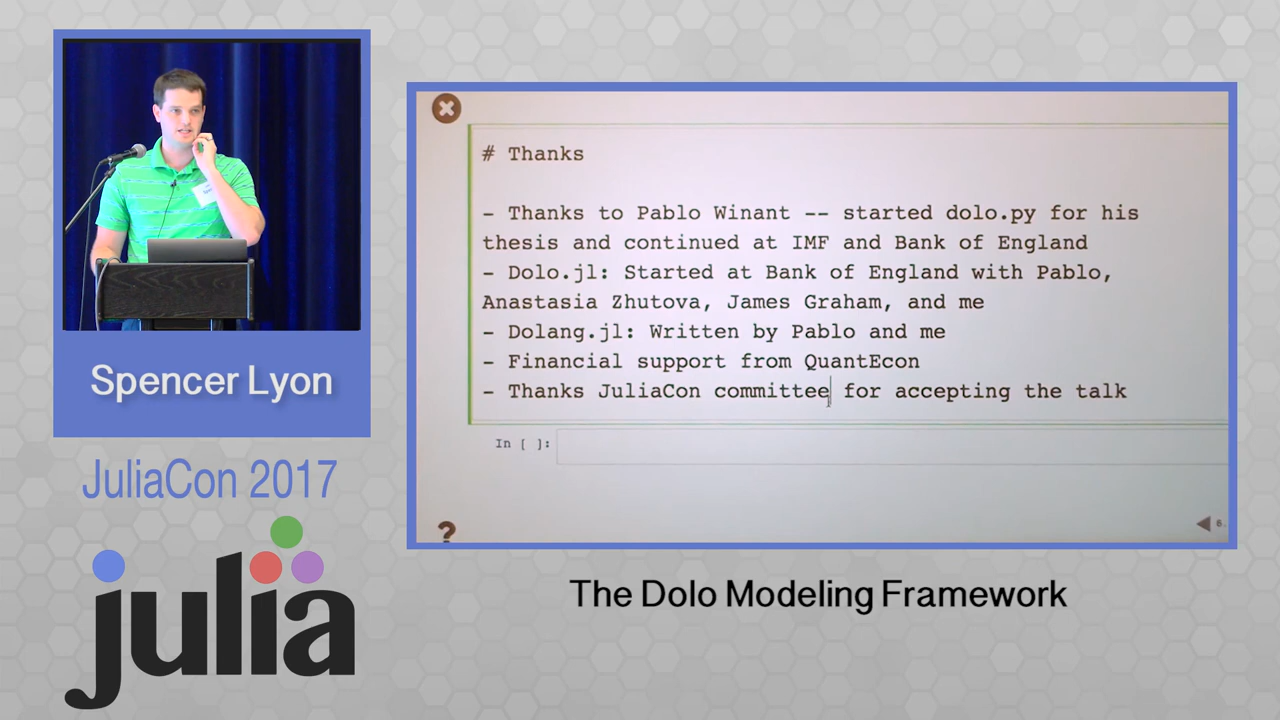 # Thanks
- Thanks to Pablo Winant -- started dolo.py for his
thesis and continued at IMF and Bank of England
- Dolo.jl: Started at Bank of England with Pablo,
Anastasia Zhutova, James Graham, and me
- Dolang.jl: Written by Pablo and me
- Financial support from QuantEcon
- Thanks JuliaCon committee for accepting the talk
In [ ]:
?
6.
Spencer Lyon
JuliaCon 2017
julia
The Dolo Modeling Framework